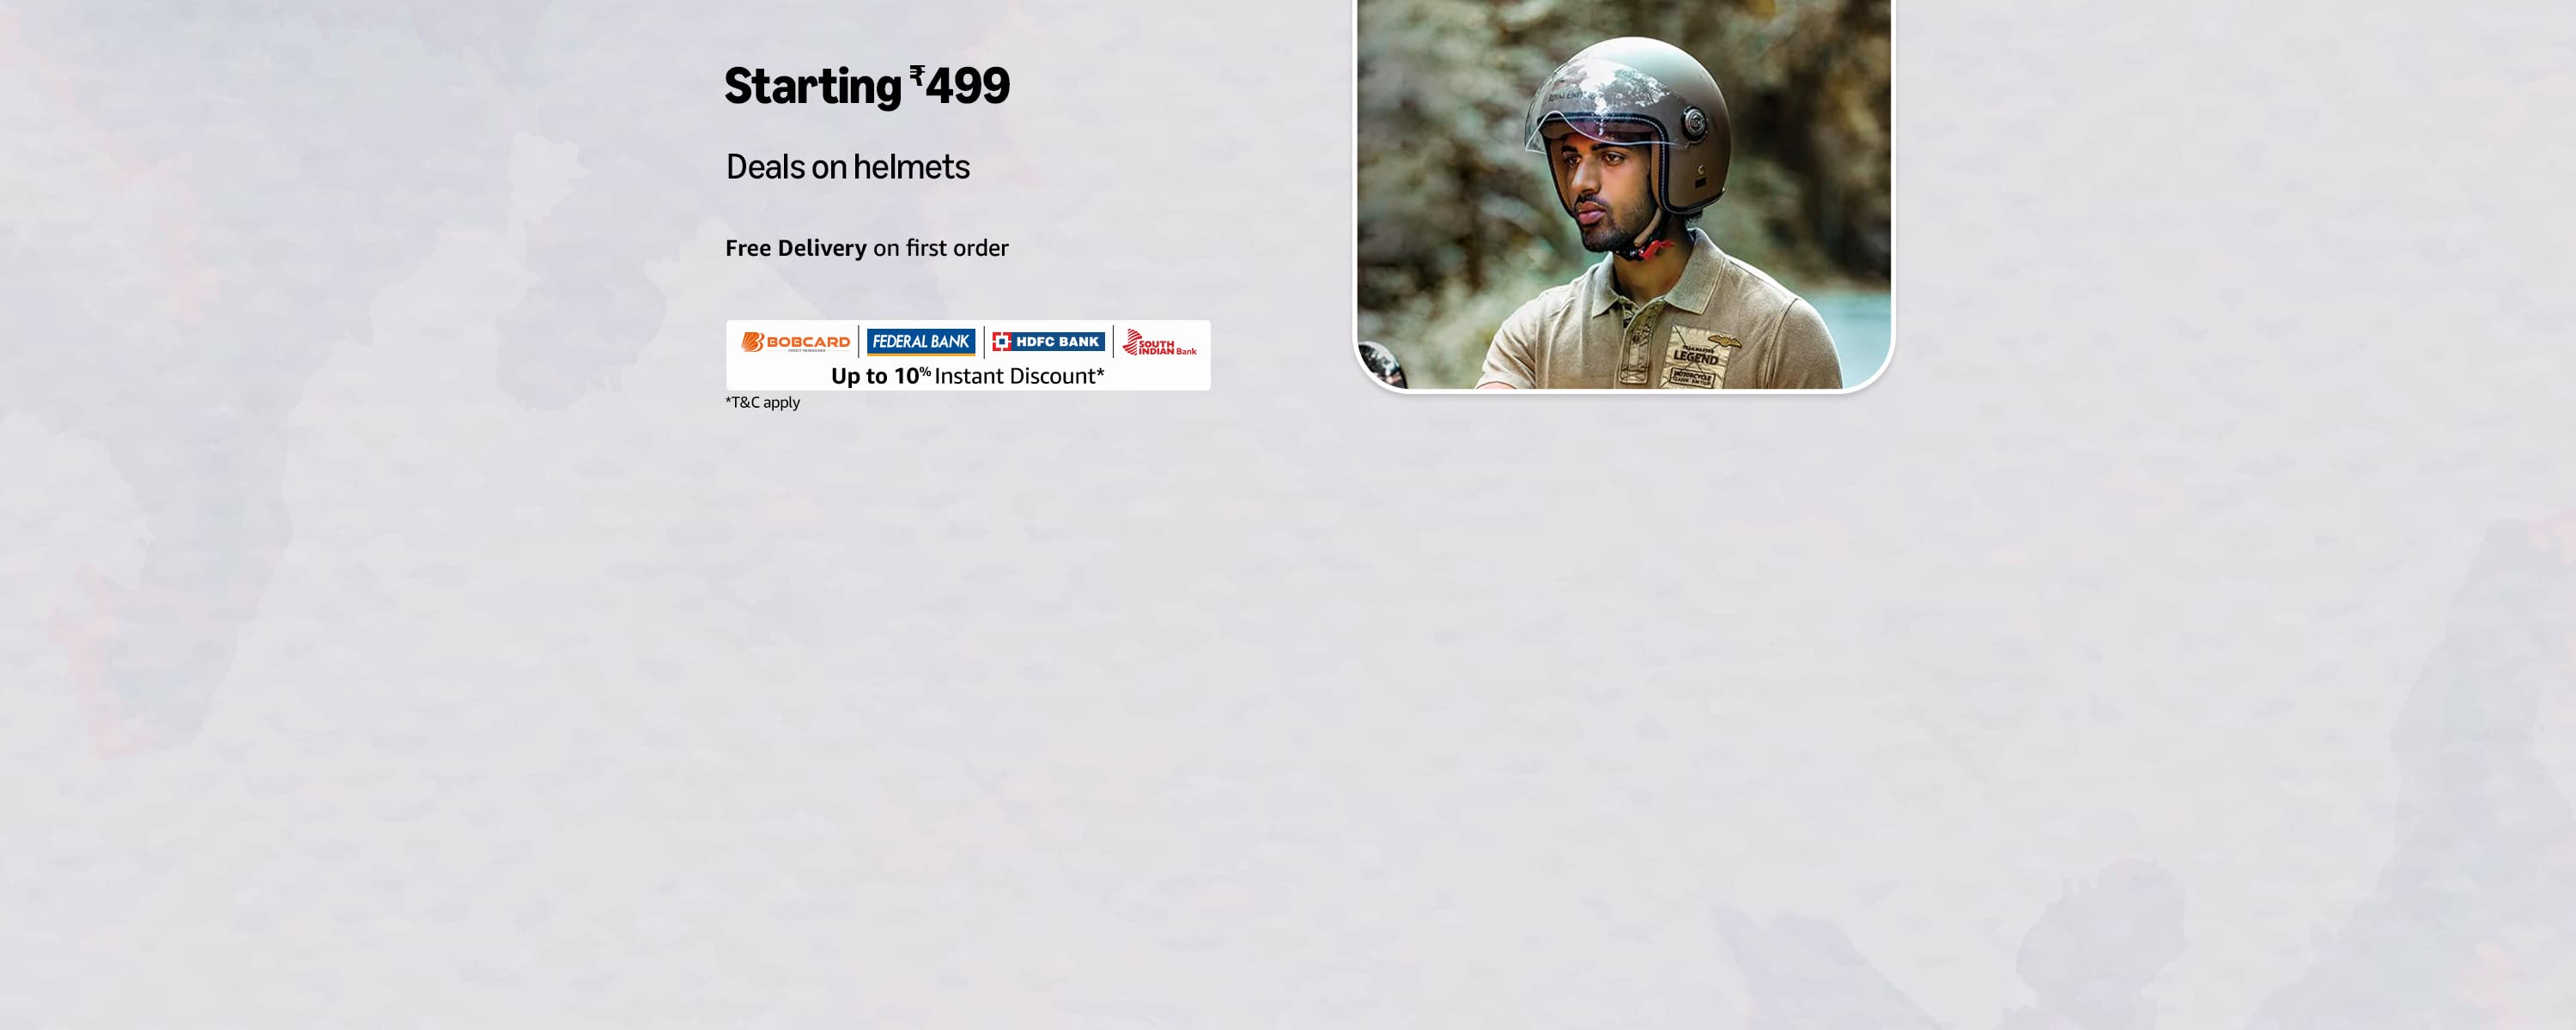 Starting ₹499
Deals on helmets
Free Delivery on first order
BOBCARD
FEDERAL BANK
HDFC BANK
SOUTH INDIAN Bank
Up to 10% Instant Discount*
*T&C apply
LEGEND
MOTORCYCLE